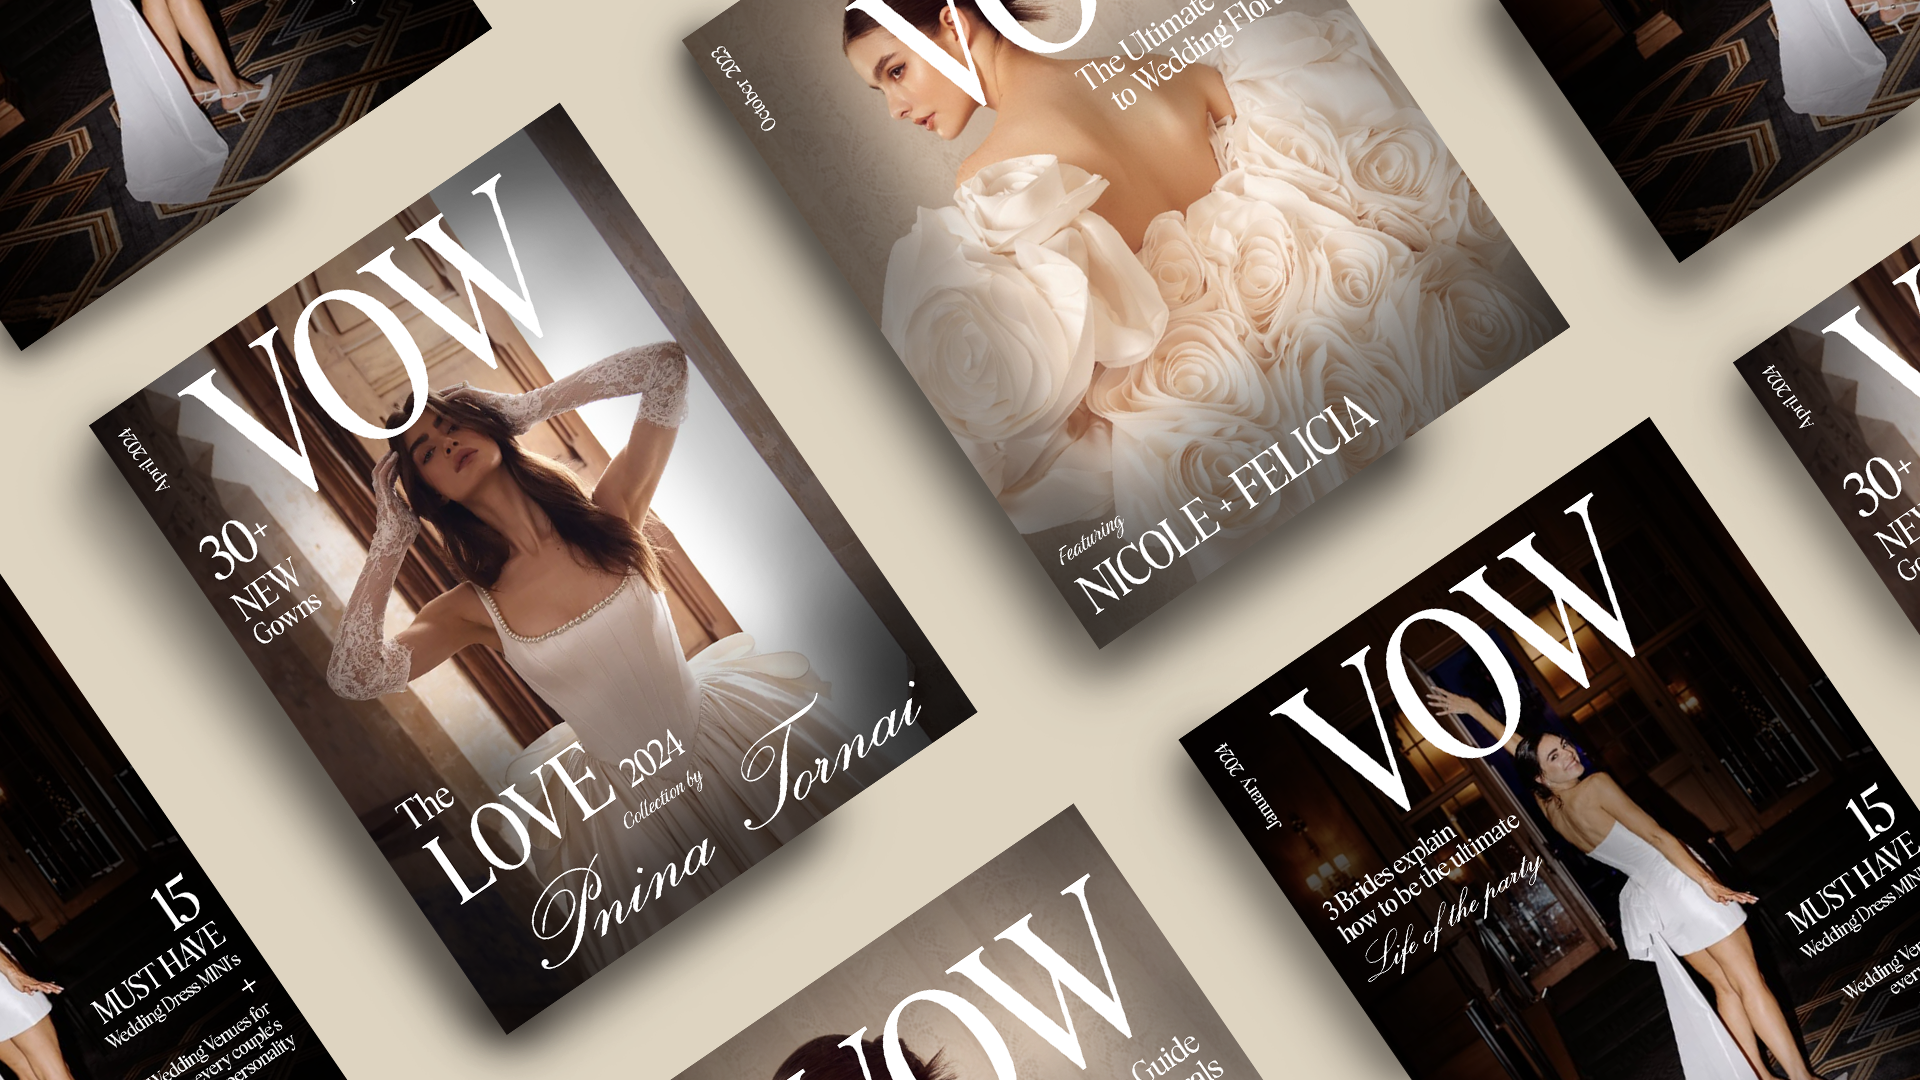 VOW
April 2024
30+
NEW
Gowns
The
LOVE 2024
Collection by
Pnina Tornai
October 2023
The Ultimate
to Wedding
Featuring
NICOLE + FELICIA
VOW
January 2024
3 Brides explain
how to be the ultimate
Life of the party
15
MUST HAVE
Wedding Dress MINI's
15
MUST HAVE
Wedding Dress MINI's
+
Wedding Venues for
every couple's
personality
VOW
Guide
April 2024
30+